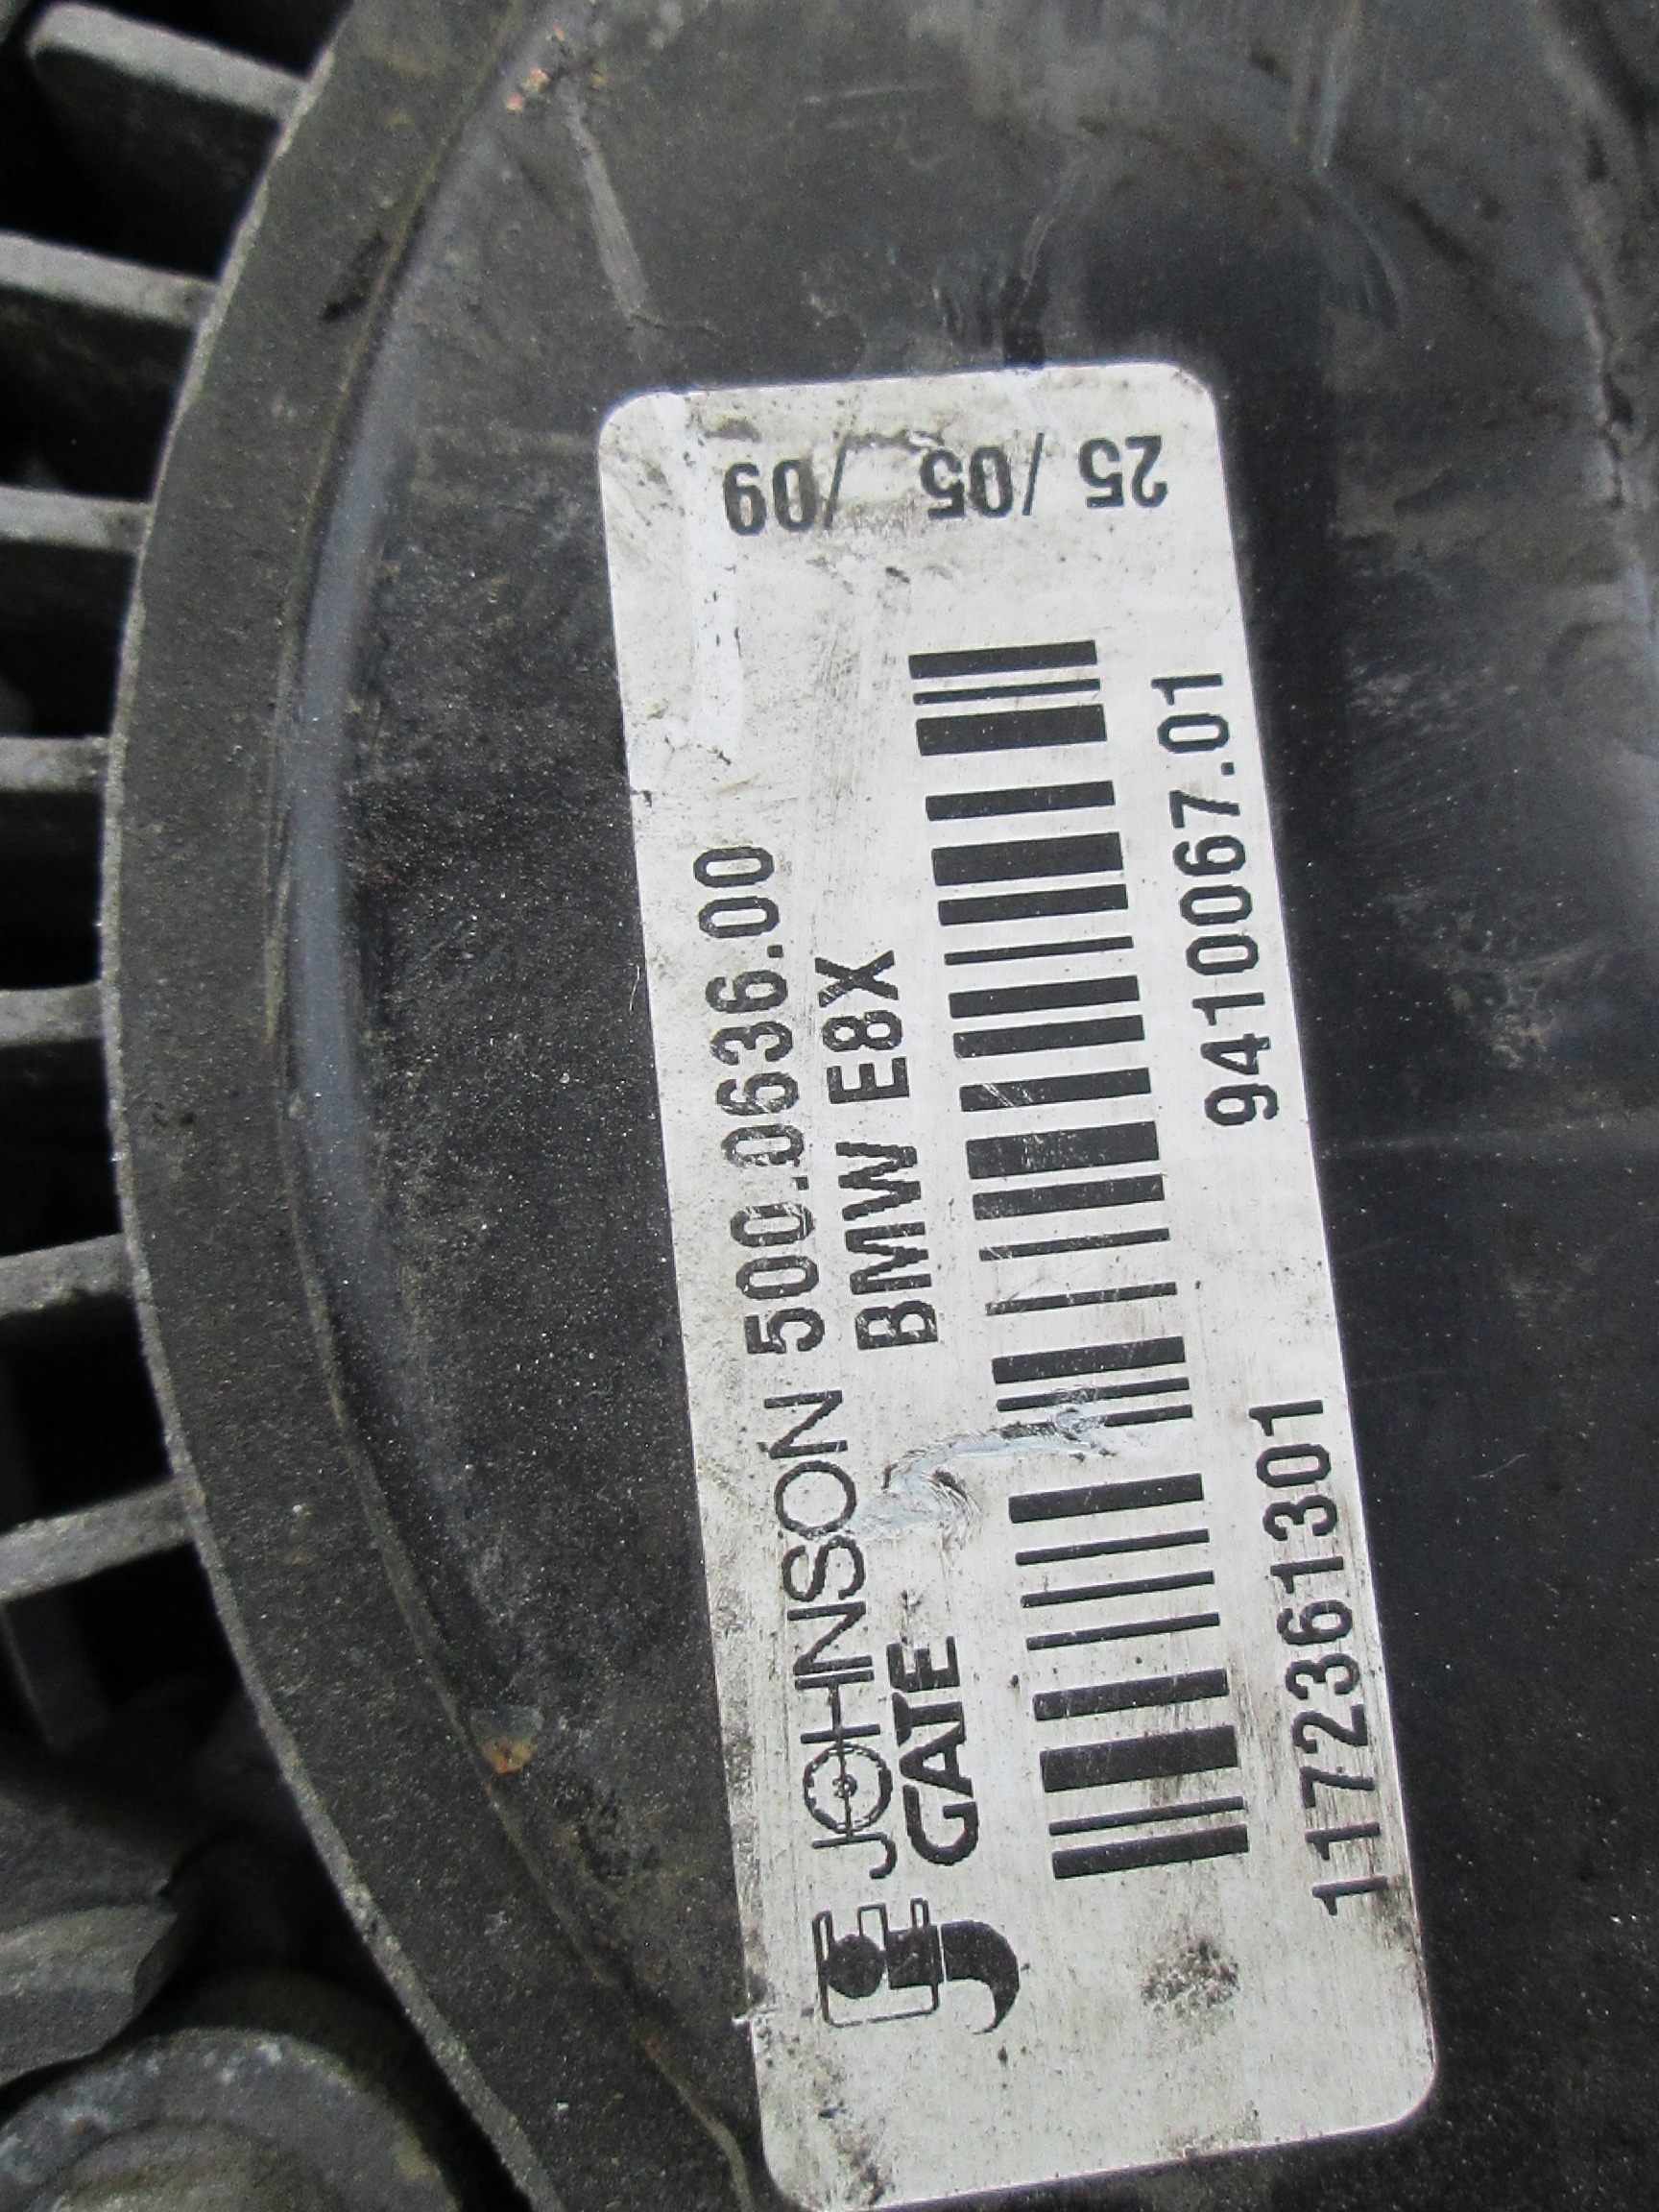 JOHNSON 500.0636.00
GATE BMW E8X
1172361301 9410067.01
25/05/09